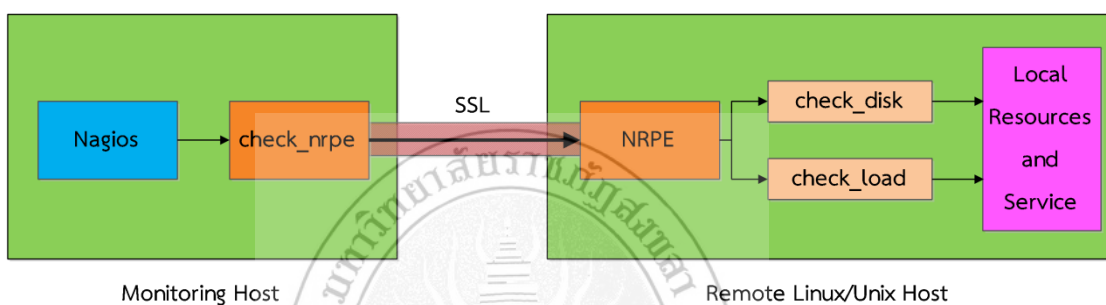 SSL
Nagios
check_nrpe
NRPE
check_disk
check_load
Local
Resources
and
Service
Monitoring Host
Remote Linux/Unix Host